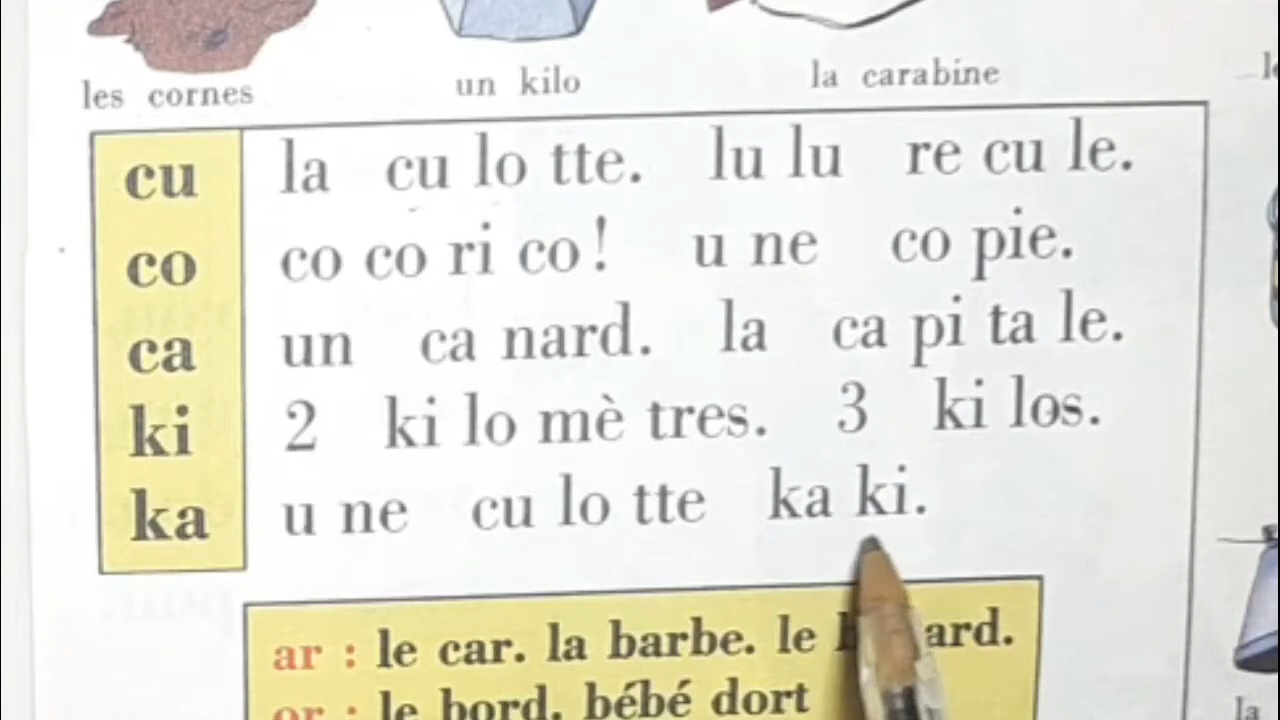 les cornes un kilo la carabine
cu la cu lo tte. lu lu re cu le.
co co co ri co! u ne co pie.
ca un ca nard. la ca pi ta le.
ki 2 ki lo mè tres. 3 ki los.
ka u ne cu lo tte ka ki.
ar : le car. la barbe. le
or : le bord. bébé dort
la